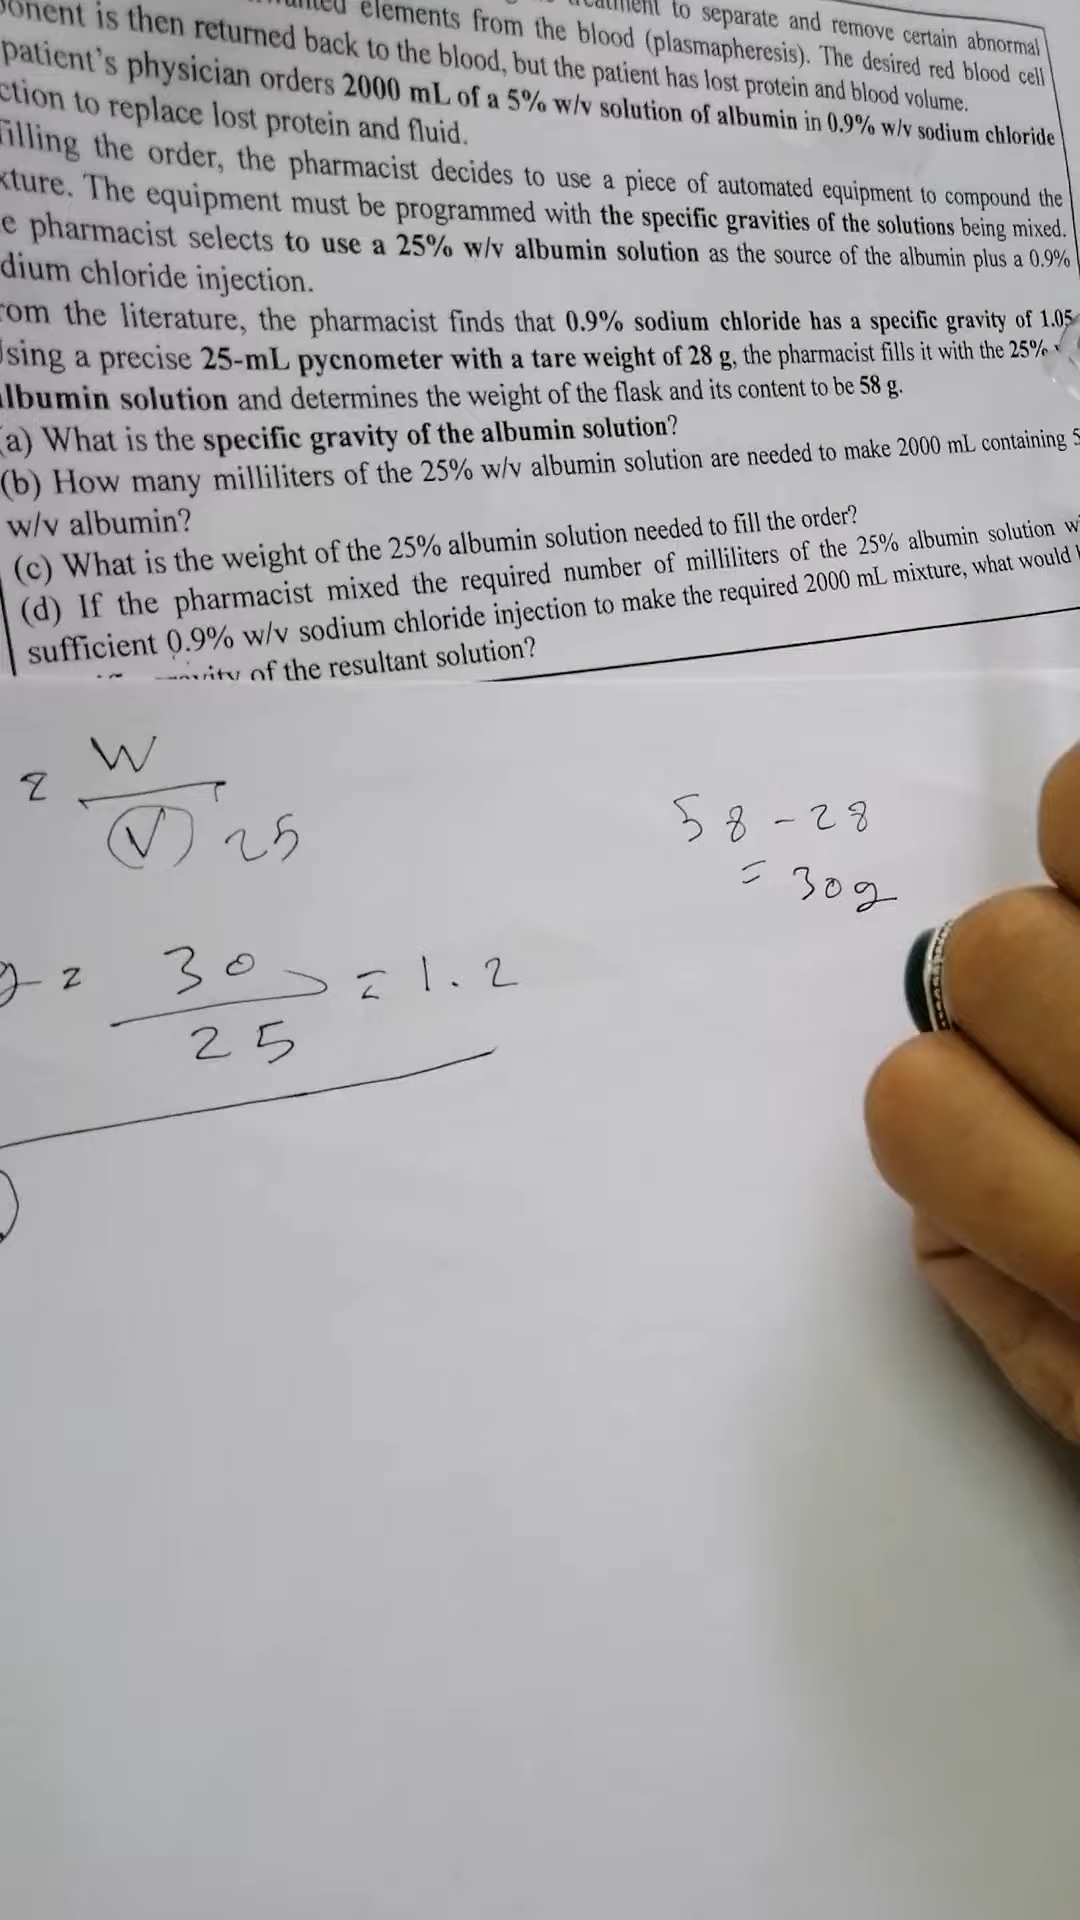 elements from the blood (plasmapheresis). The desired red blood cell
treatment to separate and remove certain abnormal
is then returned back to the blood, but the patient has lost protein and blood volume.
patient's physician orders 2000 mL of a 5% w/v solution of albumin in 0.9% w/v sodium chloride
ction to replace lost protein and fluid.
filling the order, the pharmacist decides to use a piece of automated equipment to compound the
xture. The equipment must be programmed with the specific gravities of the solutions being mixed.
e pharmacist selects to use a 25% w/v albumin solution as the source of the albumin plus a 0.9%
dium chloride injection.
rom the literature, the pharmacist finds that 0.9% sodium chloride has a specific gravity of 1.05
sing a precise 25-mL pycnometer with a tare weight of 28 g, the pharmacist fills it with the 25%
lbumin solution and determines the weight of the flask and its content to be 58 g.
(a) What is the specific gravity of the albumin solution?
(b) How many milliliters of the 25% w/v albumin solution are needed to make 2000 mL containing 5
w/v albumin?
(c) What is the weight of the 25% albumin solution needed to fill the order?
(d) If the pharmacist mixed the required number of milliliters of the 25% albumin solution w
sufficient 0.9% w/v sodium chloride injection to make the required 2000 mL mixture, what would
of the resultant solution?
= W
V 25
58 - 28
= 30g
g = 30
25 = 1.2